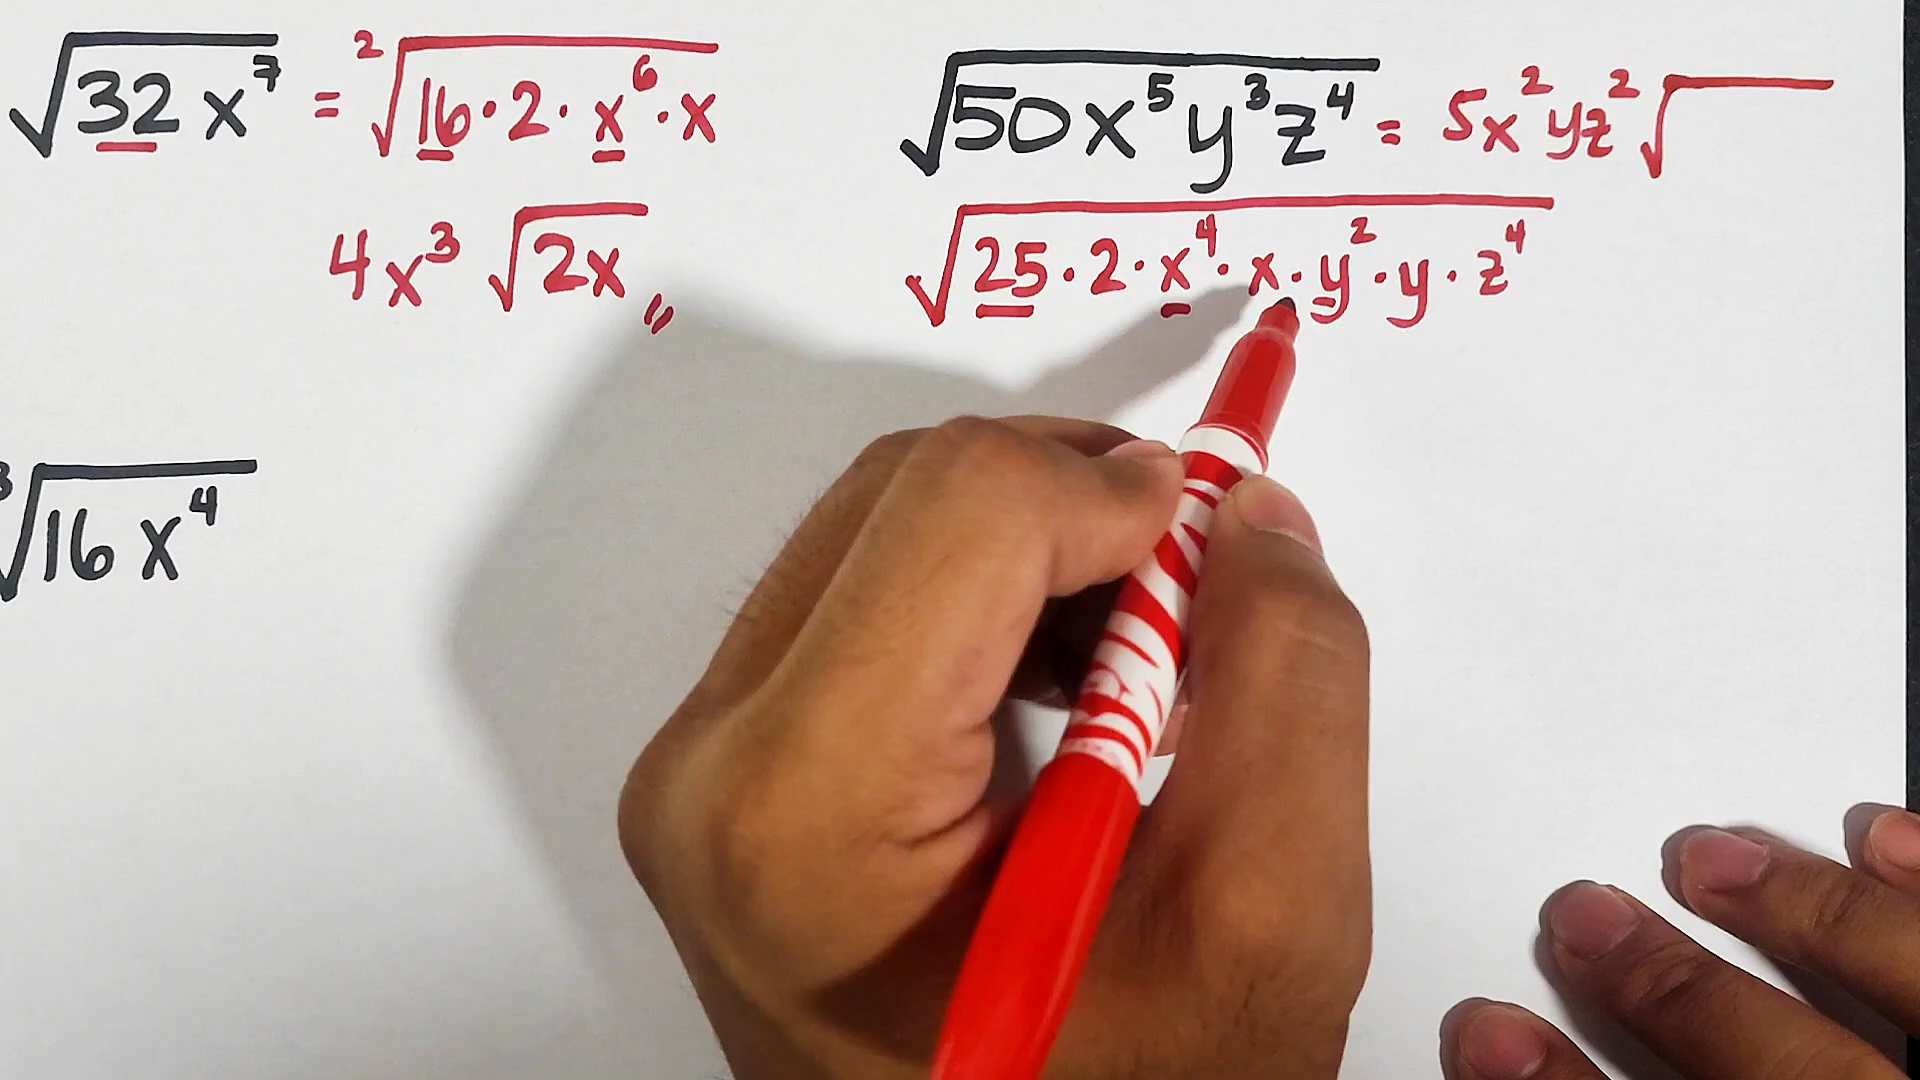 √32x⁷ = ²√16·2·x⁶·x
4x³ √2x
√50x⁵y³z⁴ = 5x²yz²√
√25·2·x⁴·x·y²·y·z⁴
³√16x⁴